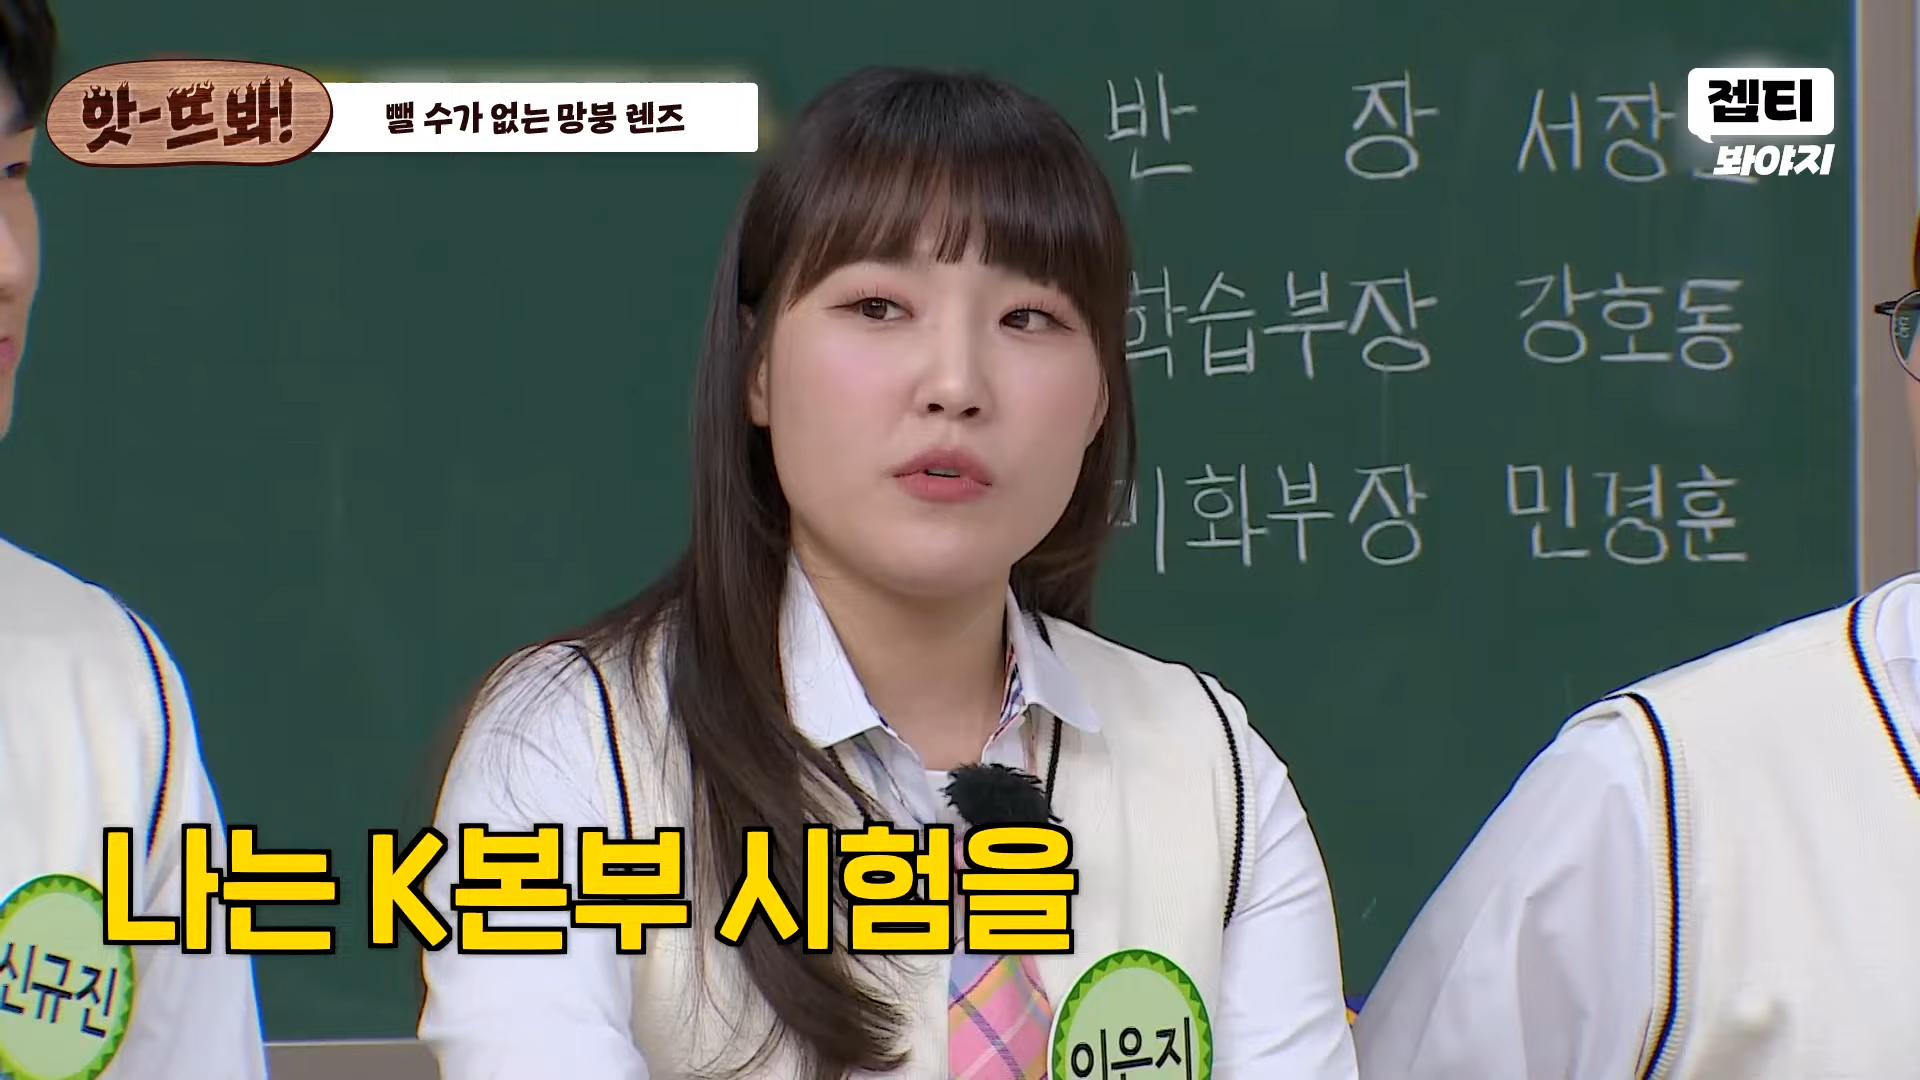 앗-뜨봐!
뺄 수가 없는 망붕 렌즈
젭티
봐야지
반 장 서장
학습부장 강호동
미화부장 민경훈
나는 K본부 시험을
신규진
이은지